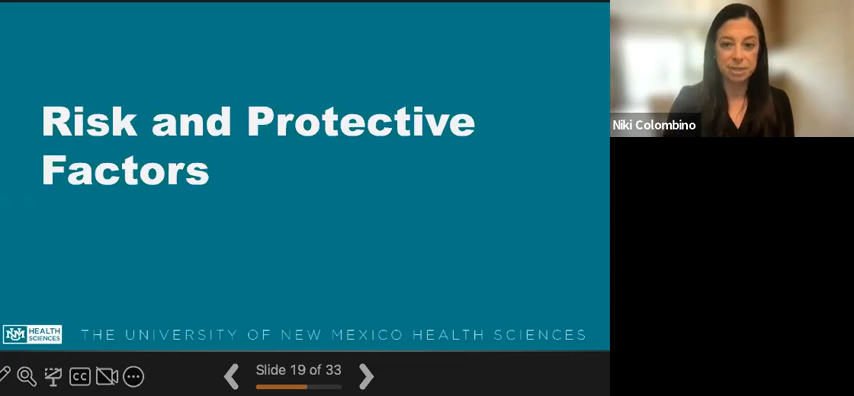 Risk and Protective
Factors
Niki Colombino
UNM HEALTH
SCIENCES
THE UNIVERSITY OF NEW MEXICO HEALTH SCIENCES
CC
Slide 19 of 33